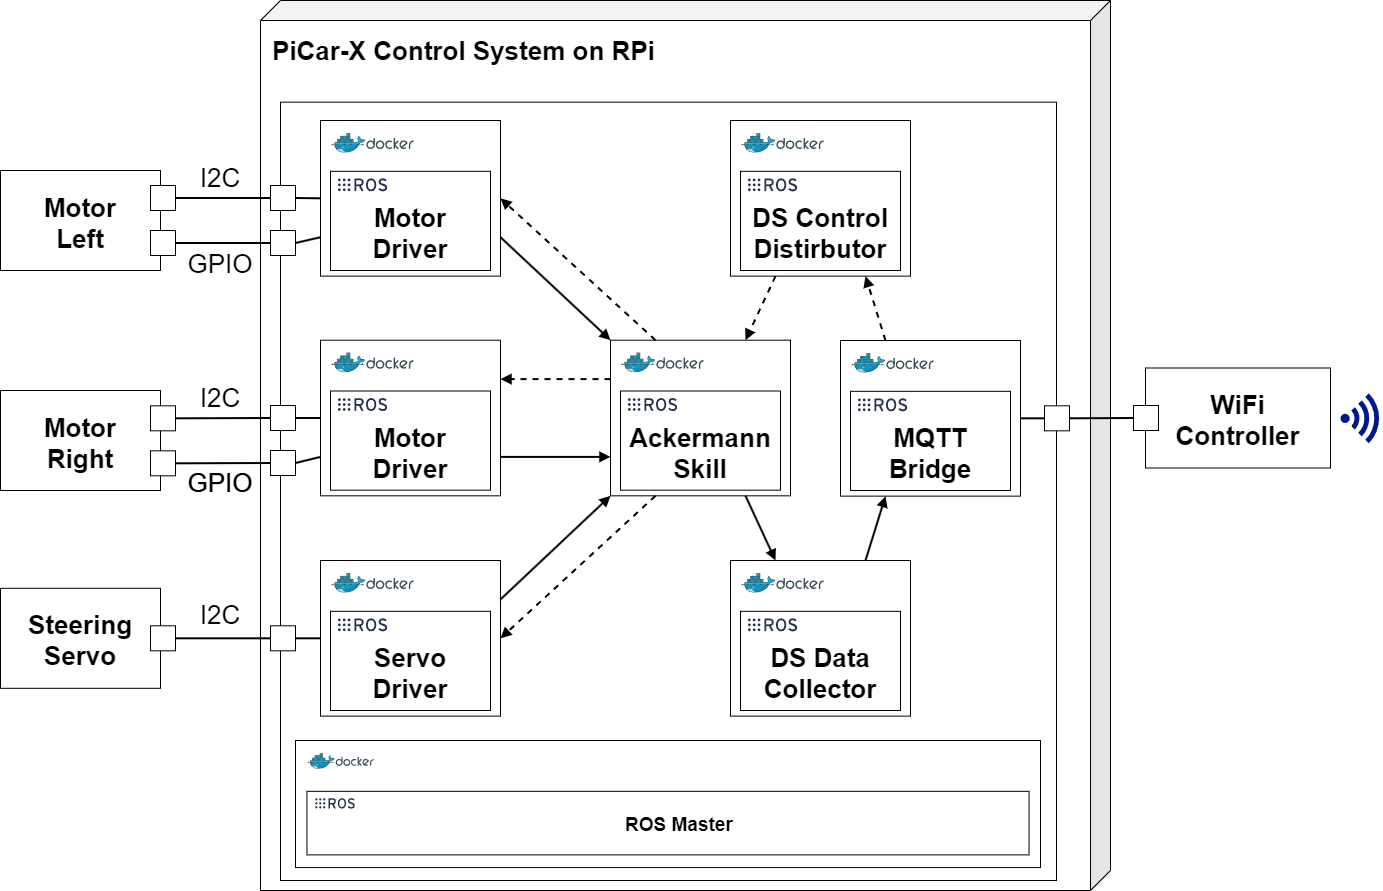 PiCar-X Control System on RPi
docker
ROS
Motor
Driver
docker
ROS
DS Control
Distirbutor
I2C
GPIO
Motor
Left
docker
ROS
Motor
Driver
docker
ROS
Ackermann
Skill
docker
ROS
MQTT
Bridge
I2C
GPIO
Motor
Right
WiFi
Controller
docker
ROS
Servo
Driver
docker
ROS
DS Data
Collector
I2C
Steering
Servo
docker
ROS
ROS Master